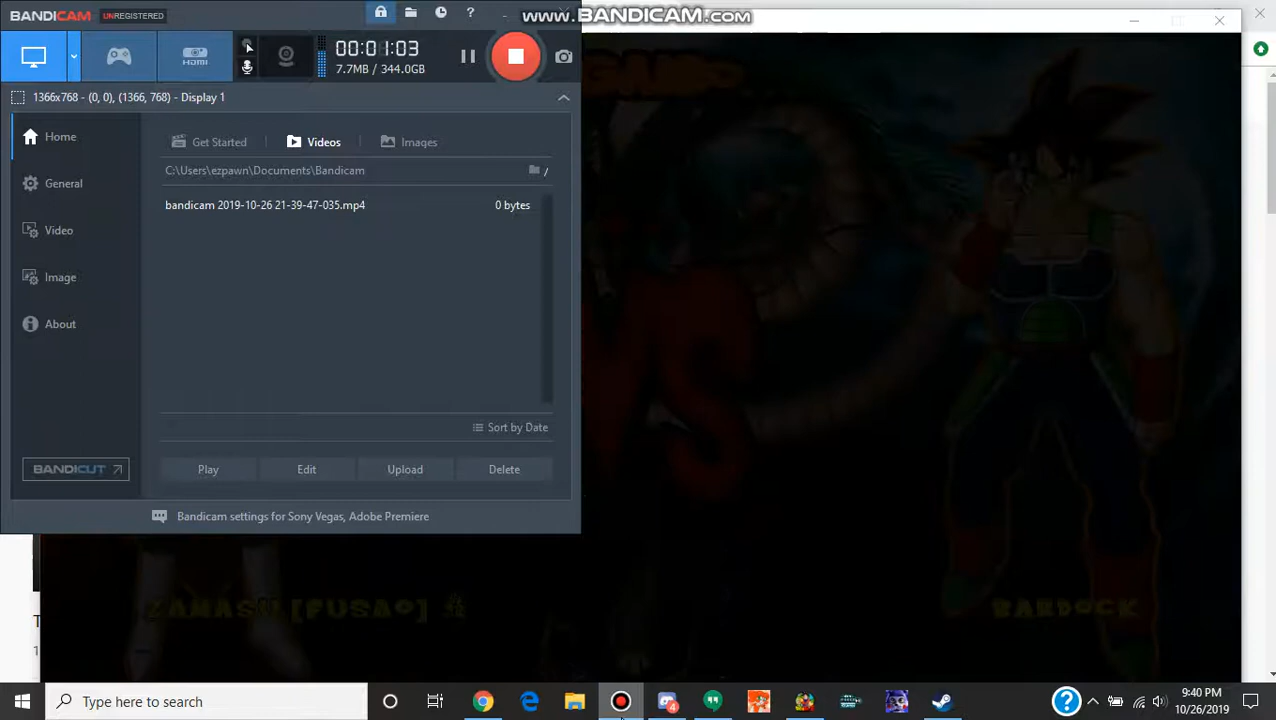 BANDICAM UNREGISTERED
www.BANDICAM.com
HDMI
00:01:03
7.7MB / 344.0GB
1366x768 - (0, 0), (1366, 768) - Display 1
Home
General
Video
Image
About
BANDICUT
Get Started
Videos
Images
C:\Users\ezpawn\Documents\Bandicam
/
bandicam 2019-10-26 21-39-47-035.mp4
0 bytes
Sort by Date
Play
Edit
Upload
Delete
Bandicam settings for Sony Vegas, Adobe Premiere
VS
BARDOCK
Type here to search
4
9:40 PM
10/26/2019